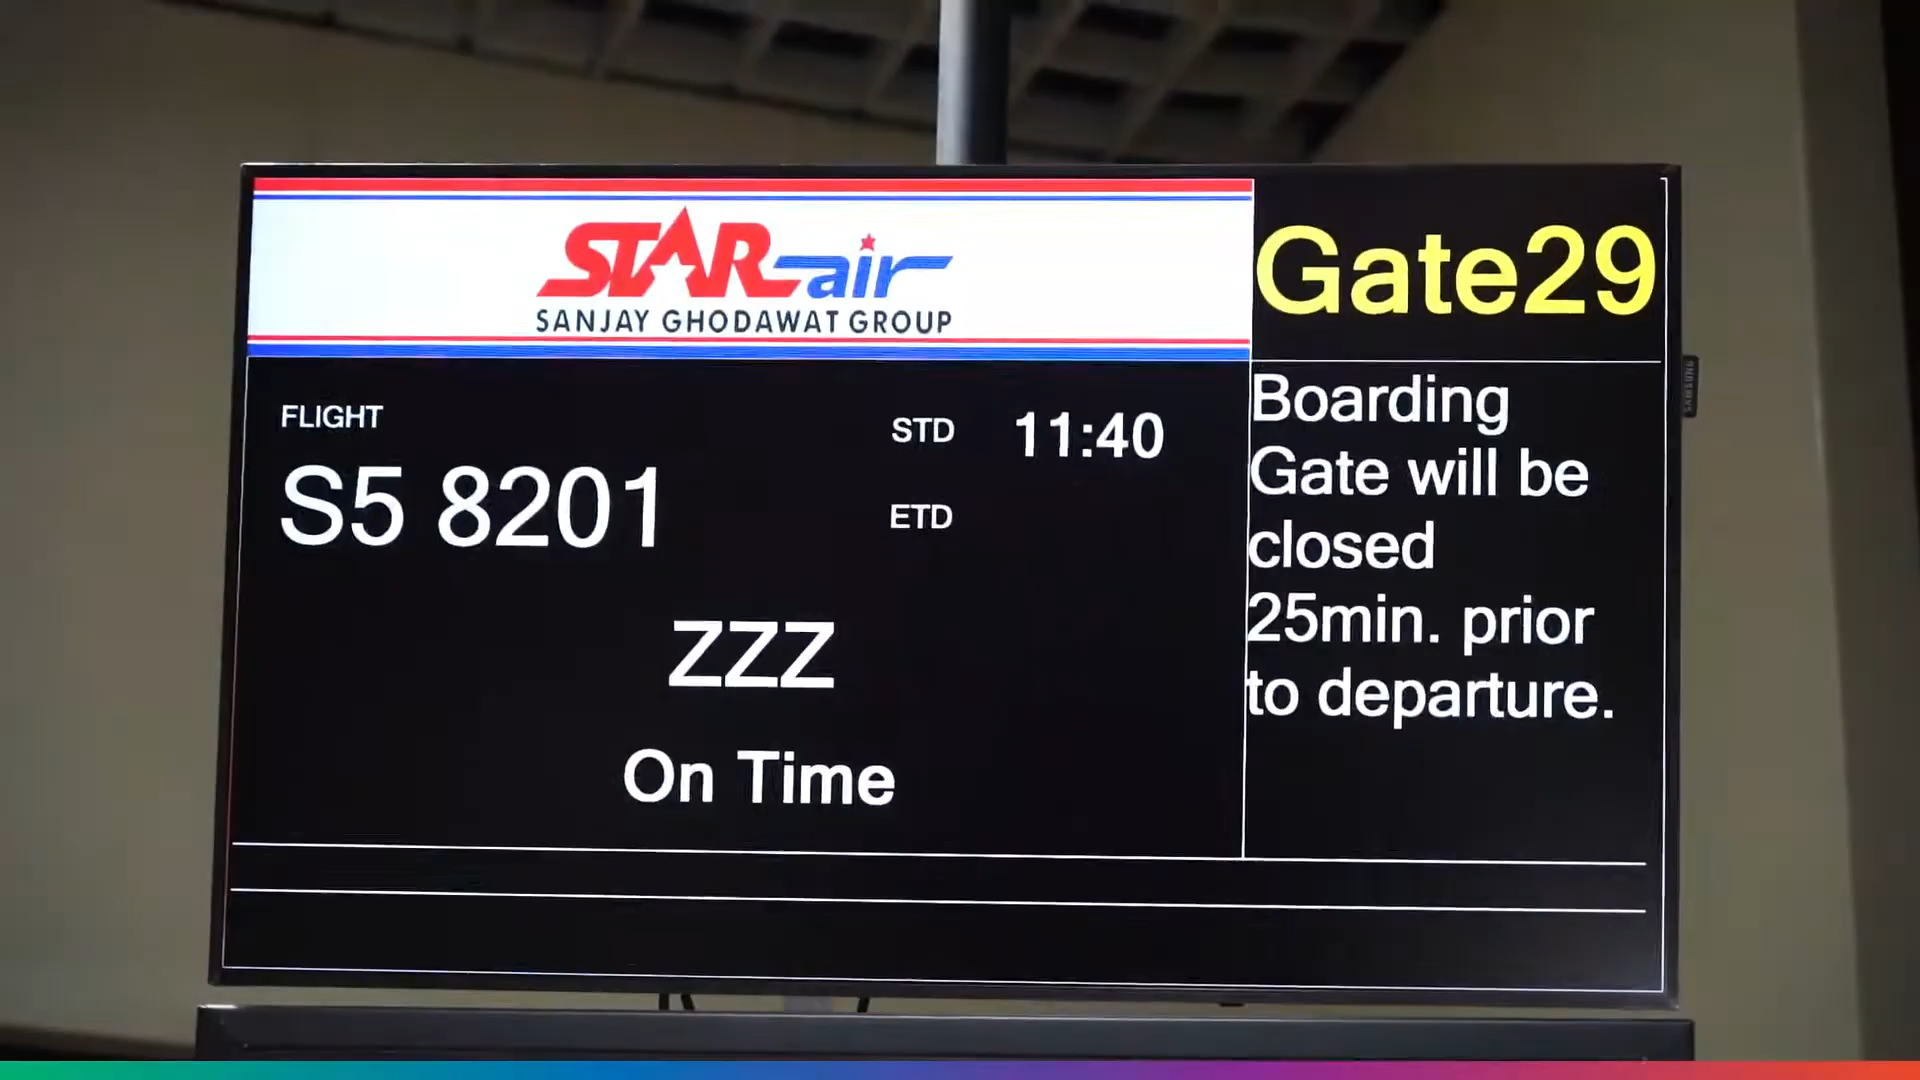 STAR air
SANJAY GHODAWAT GROUP
Gate29
FLIGHT
S5 8201
STD 11:40
ETD
ZZZ
On Time
Boarding
Gate will be
closed
25min. prior
to departure.
SAMSUNG